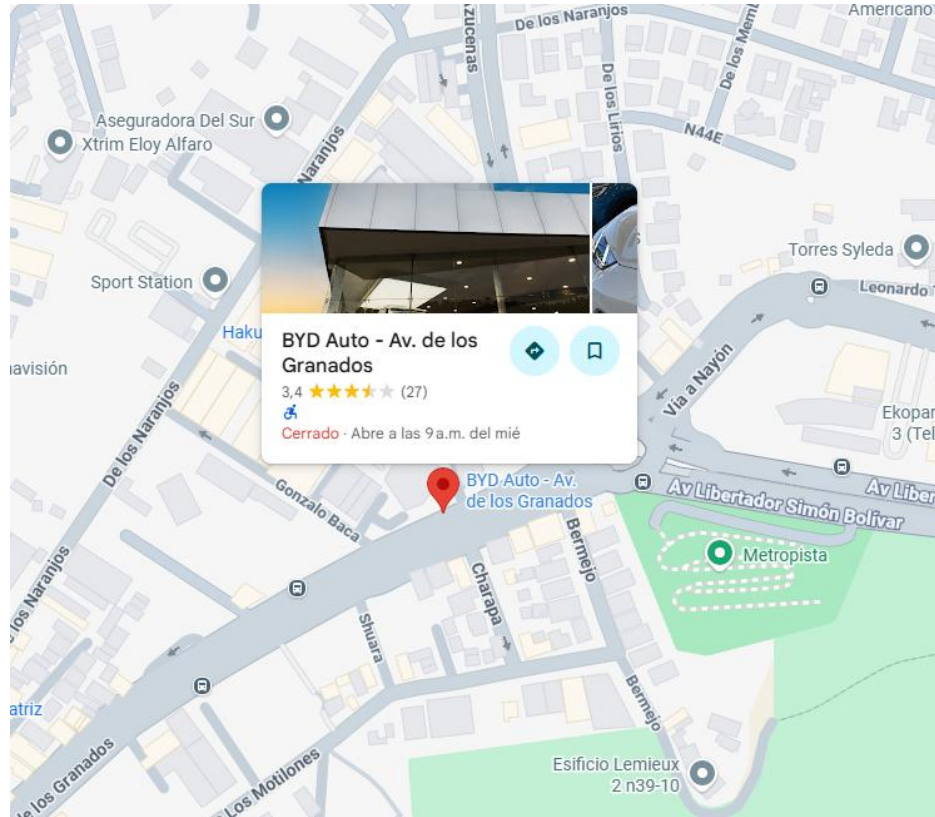 Americano
Azucenas
De los Naranjos
De los Lirios
N44E
Aseguradora Del Sur
Xtrim Eloy Alfaro
Naranjos
Torres Syleda
Sport Station
Leonardo
Haku
BYD Auto - Av. de los
Granados
3,4
(27)
Cerrado · Abre a las 9 a.m. del mié
avisión
De los Naranjos
Vía a Nayón
Ekopar
3 (Tel
BYD Auto - Av.
de los Granados
Gonzalo Baca
Av Libertador Simón Bolívar
Av Liber
Metropista
Bermejo
Charapa
Shuara
los Naranjos
atriz
Bermejo
Esificio Lemieux
2 n39-10
de los Granados
Los Motilones